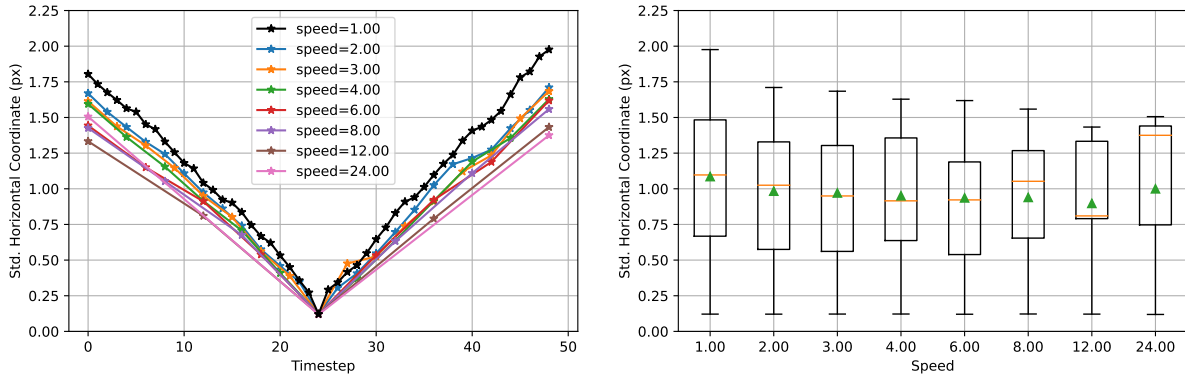 2.25
2.00
1.75
1.50
1.25
1.00
0.75
0.50
0.25
0.00
Std. Horizontal Coordinate (px)
0
10
20
30
40
50
Timestep
speed=1.00
speed=2.00
speed=3.00
speed=4.00
speed=6.00
speed=8.00
speed=12.00
speed=24.00
2.25
2.00
1.75
1.50
1.25
1.00
0.75
0.50
0.25
0.00
Std. Horizontal Coordinate (px)
1.00
2.00
3.00
4.00
6.00
8.00
12.00
24.00
Speed